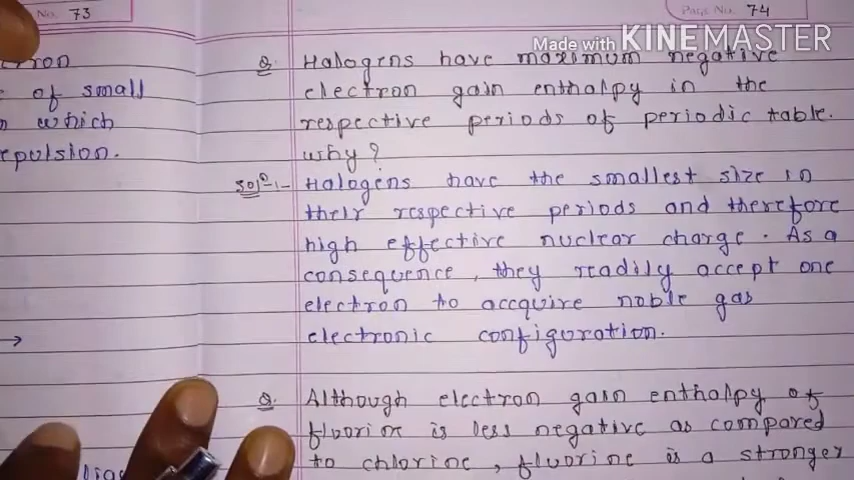 No. 73
Page No. 74
Made with KINEMASTER
of small
which
epulsion.
Q. Halogens have maximum negative
electron gain enthalpy in the
respective periods of periodic table.
why?
Solⁿ:- Halogens have the smallest size in
their respective periods and therefore
high effective nuclear charge. As a
consequence, they readily accept one
electron to accquire noble gas
electronic configuration.
Q. Although electron gain enthalpy of
fluorine is less negative as compared
to chlorine, fluorine is a stronger